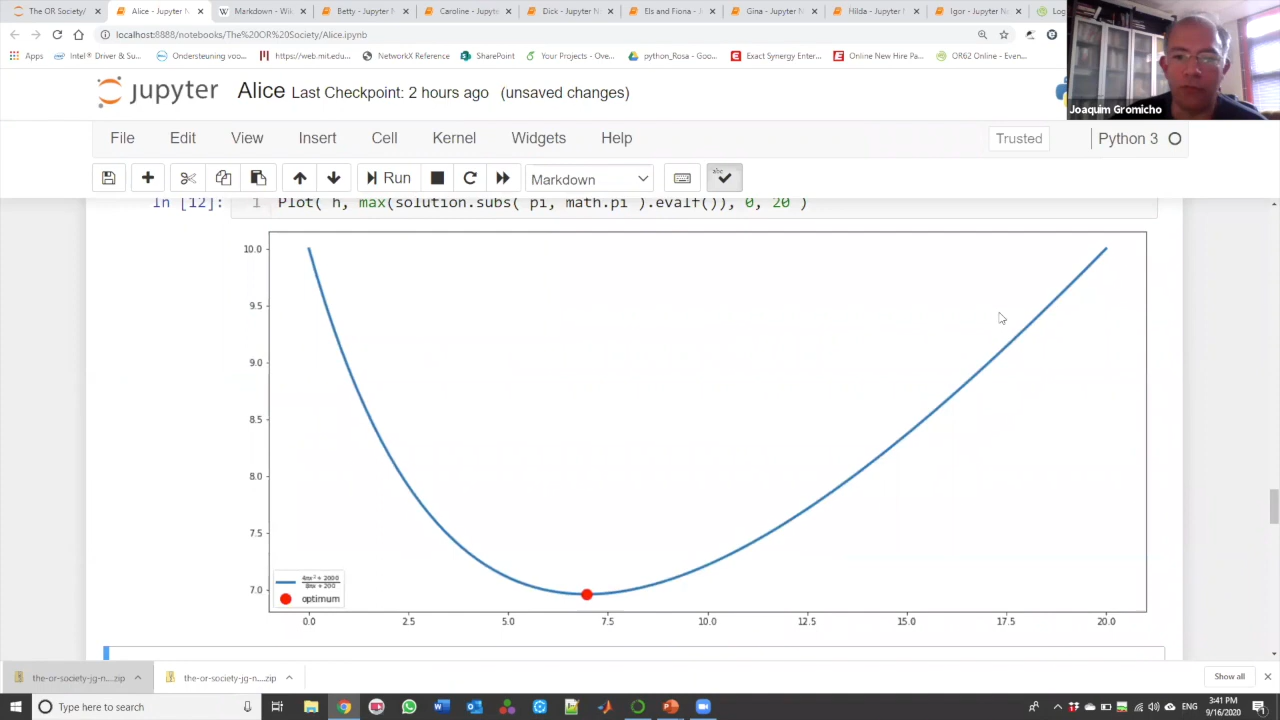 The OR Society/
Alice - Jupyter N
Markdown - Wi
Betty - Jupyter N
Caroline - Jupyte
Els and Fiona - J
Gina - Jupyter N
Hilda - Jupyter
Igor - Jupyter No
Log
localhost:8888/notebooks/The%20OR%20Society/Alice.ipynb
Apps
Intel® Driver & Su...
Ondersteuning voor...
https://web.mit.edu...
NetworkX Reference
SharePoint
Your Projects - Ove...
python_Rosa - Goo...
Exact Synergy Enter...
Online New Hire Pa...
OR62 Online - Even...
Joaquim Gromicho
jupyter Alice Last Checkpoint: 2 hours ago (unsaved changes)
File Edit View Insert Cell Kernel Widgets Help
Trusted Python 3
Run Markdown
In [12]: 1 Plot( h, max(solution.subs( pi, math.pi ).evalf()), 0, 20 )
10.0
9.5
9.0
8.5
8.0
7.5
7.0
optimum
0.0 2.5 5.0 7.5 10.0 12.5 15.0 17.5 20.0
the-or-society-jg-n....zip
the-or-society-jg-n....zip
Show all
Type here to search
ENG
3:41 PM
9/16/2020